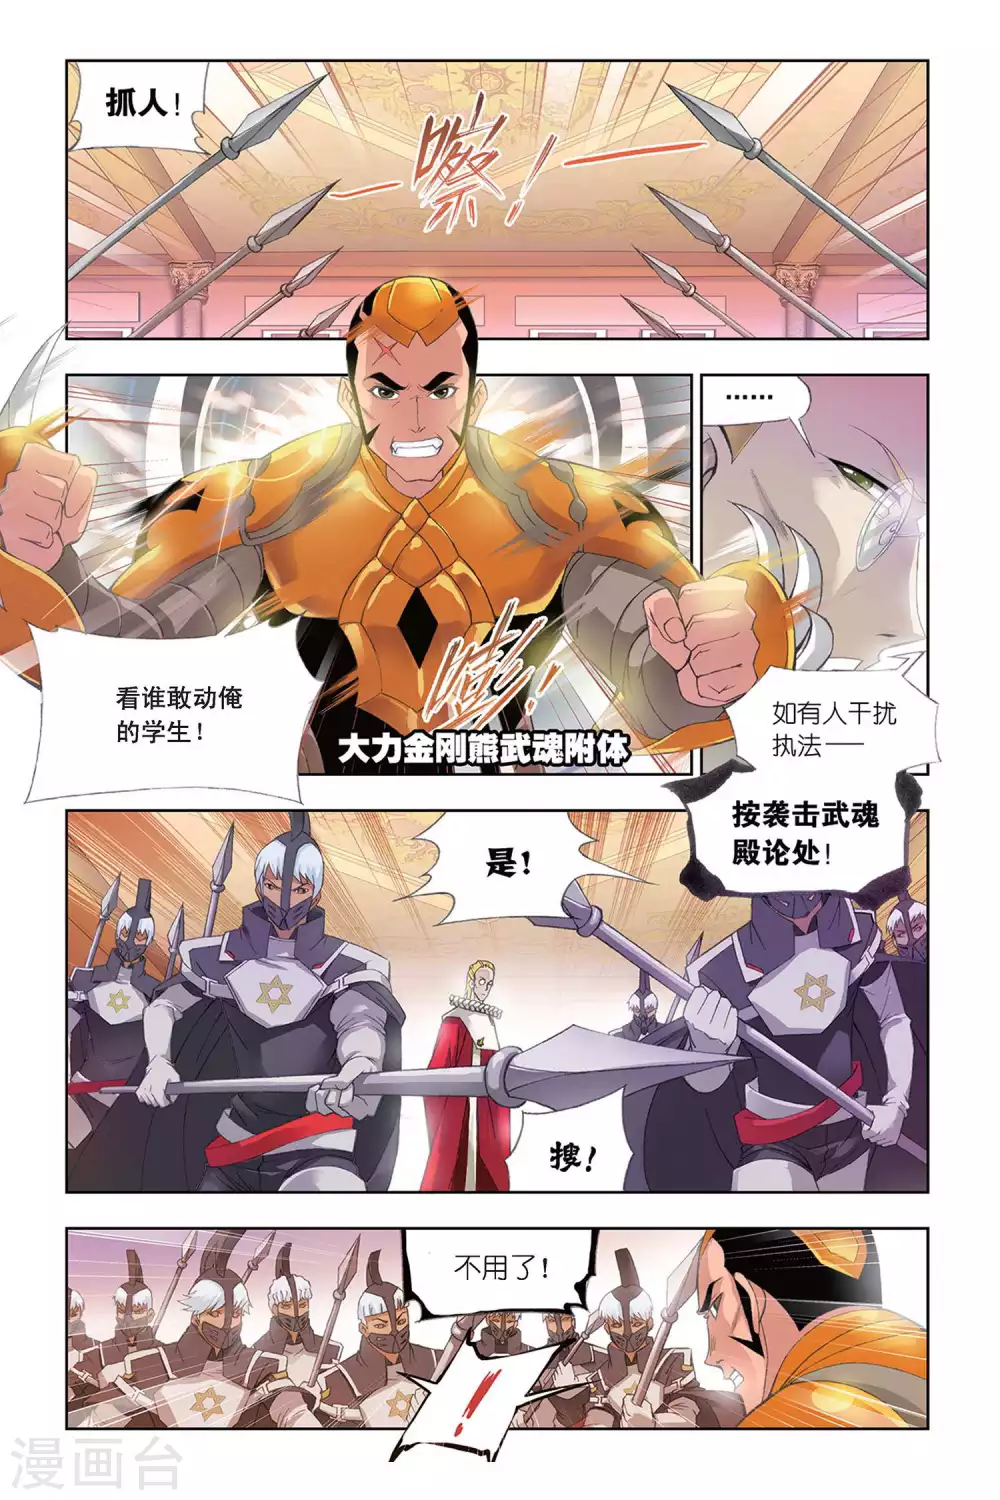 抓人！
嚓！
……
看谁敢动俺
的学生！
嘭！
大力金刚熊武魂附体
如有人干扰
执法——
按袭击武魂
殿论处！
是！
搜！
不用了！
！
漫画台